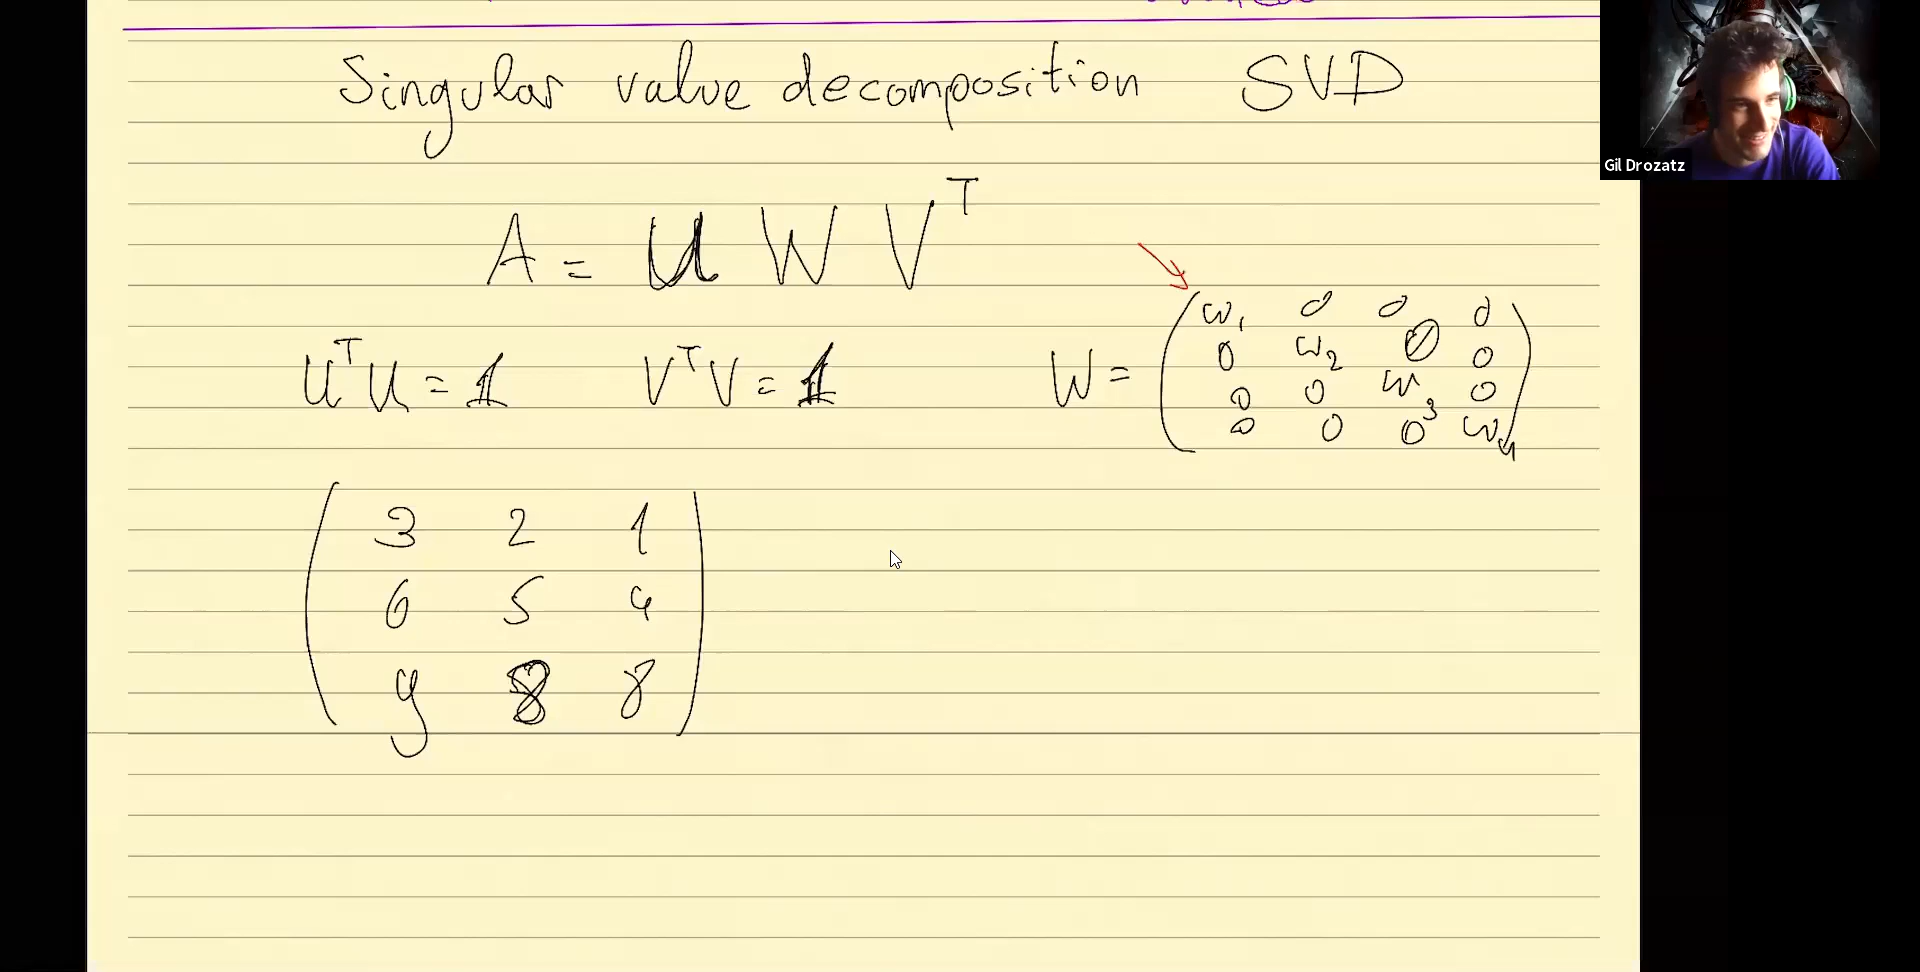 Singular value decomposition SVD
Gil Drozatz
A = U W V^T
U^T U = 1 V^T V = 1 W =
w1 0 0 0
0 w2 0 0
0 0 w3 0
0 0 0 w4
3 2 1
6 5 4
9 8 8